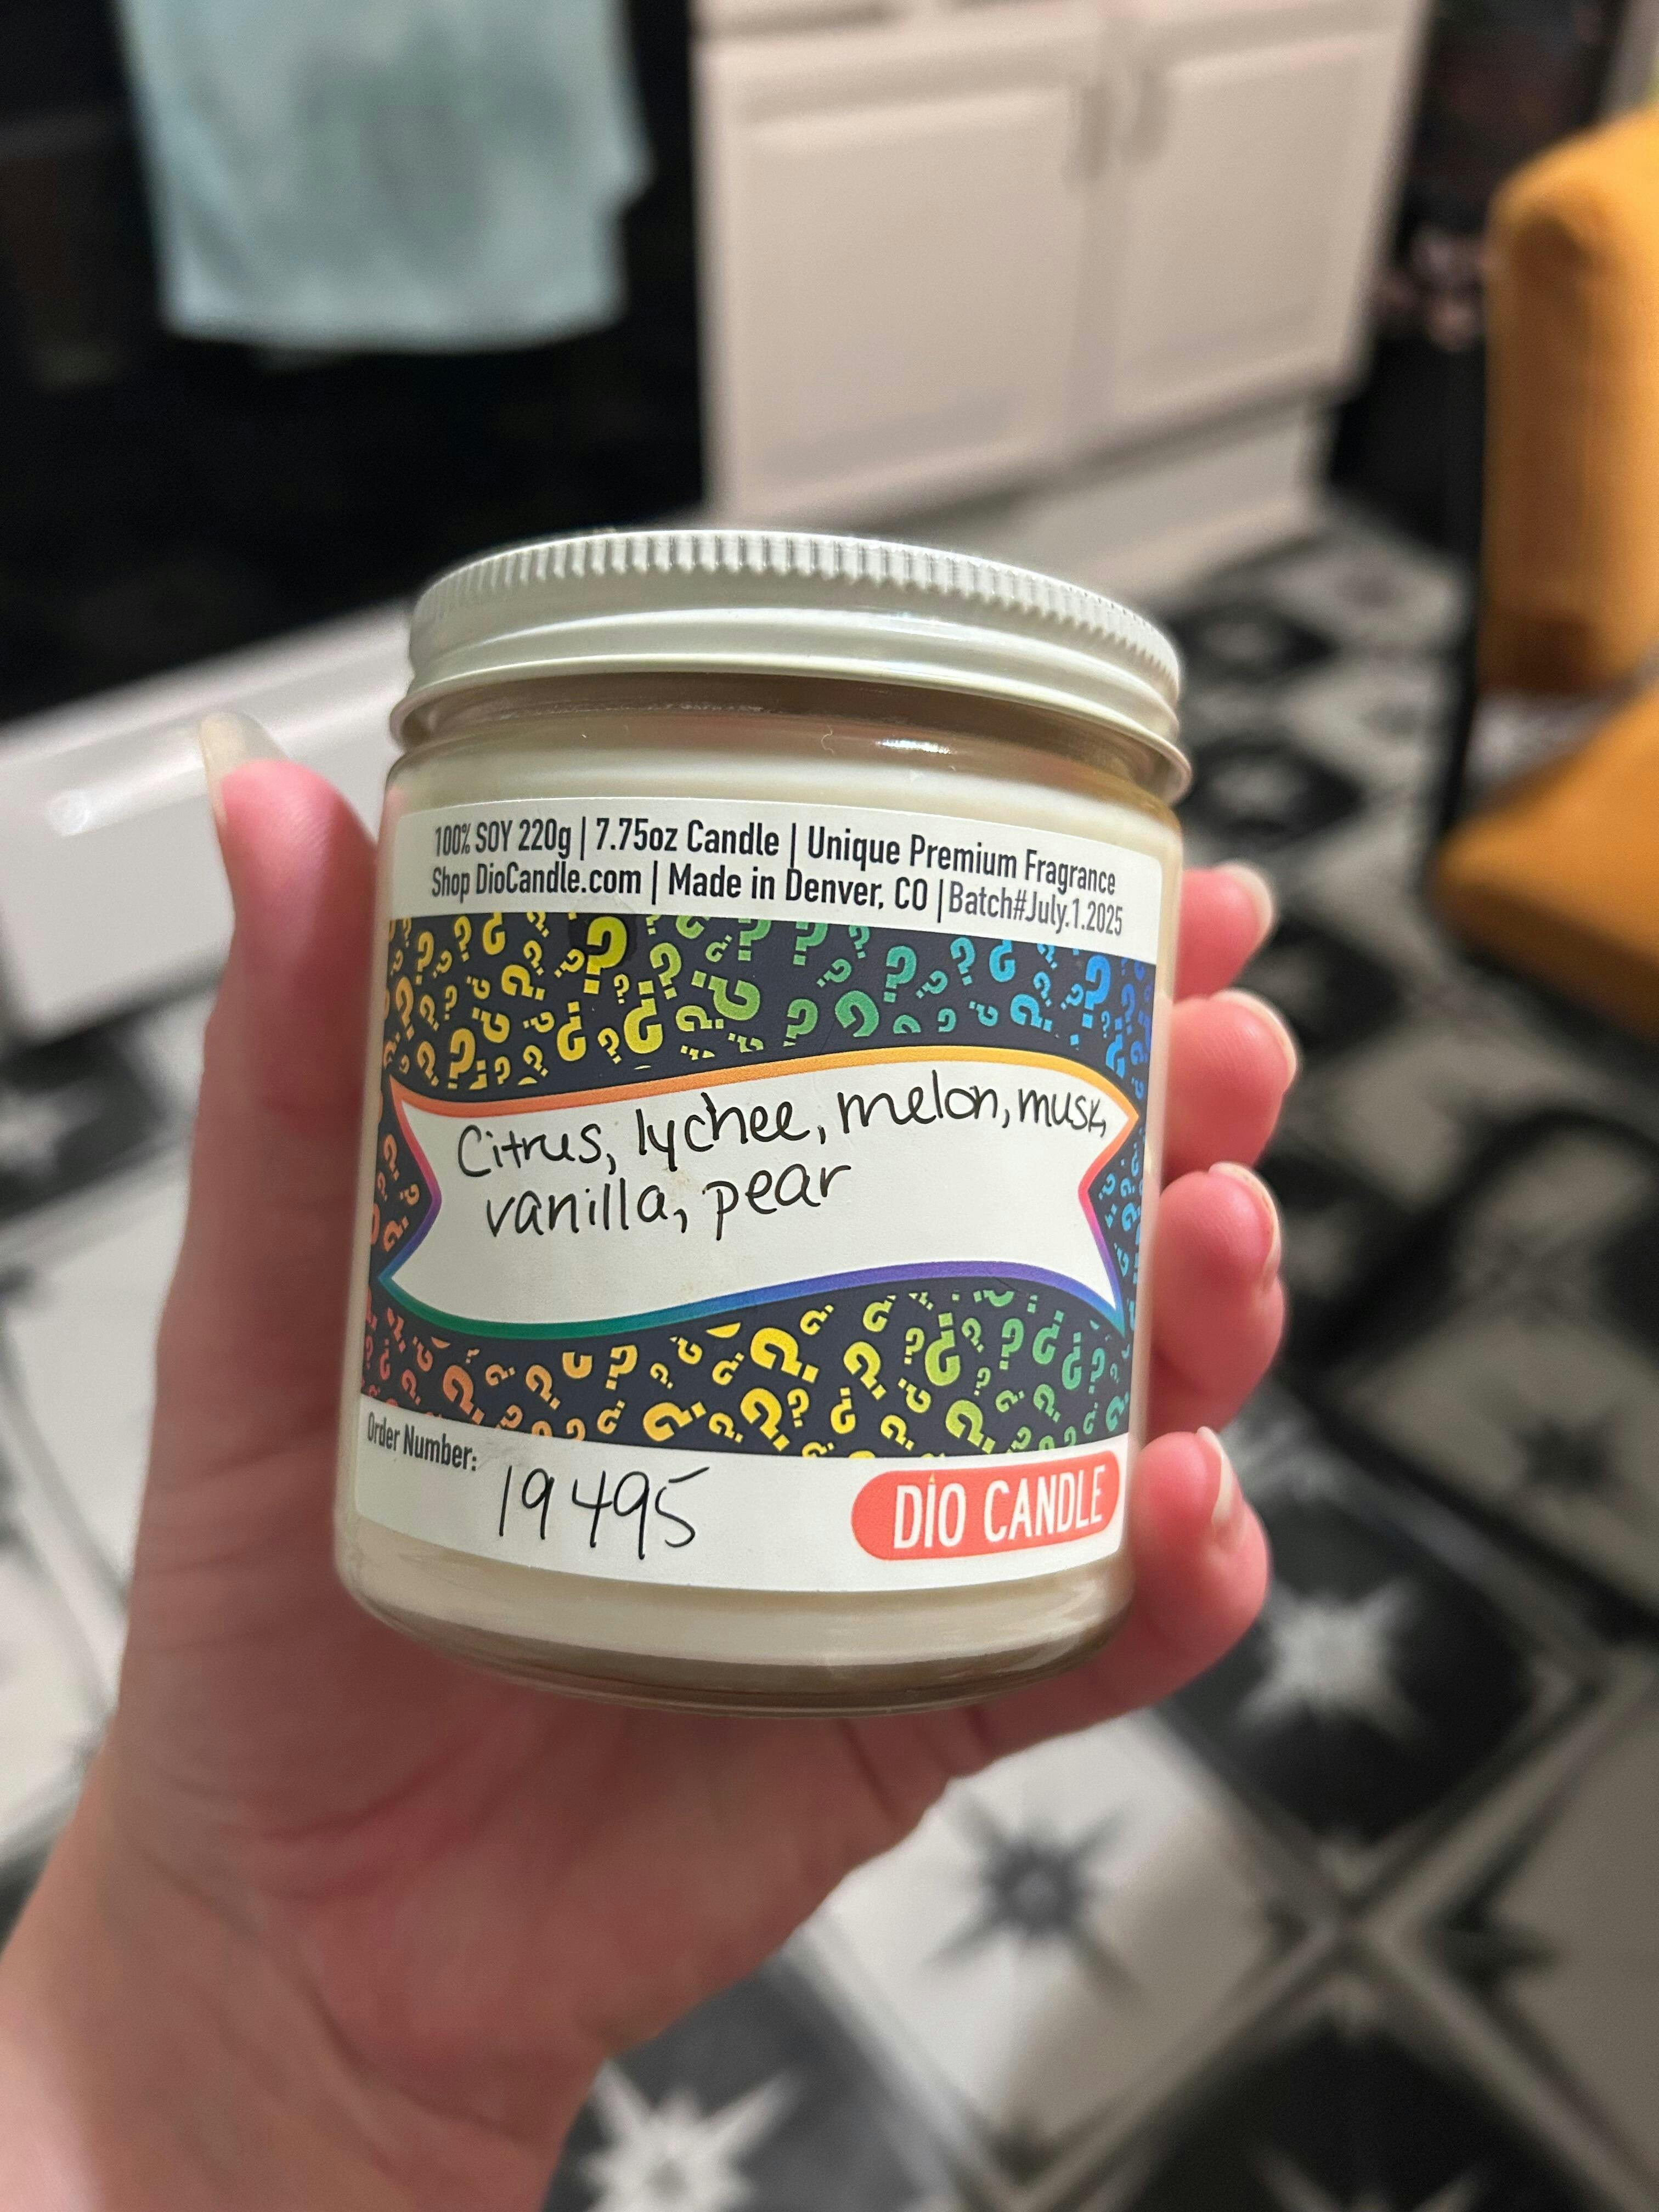 100% SOY 220g | 7.75oz Candle | Unique Premium Fragrance
Shop DioCandle.com | Made in Denver, CO | Batch#July.1.2025
Citrus, lychee, melon, musk,
vanilla, pear
Order Number: 19495
DIO CANDLE